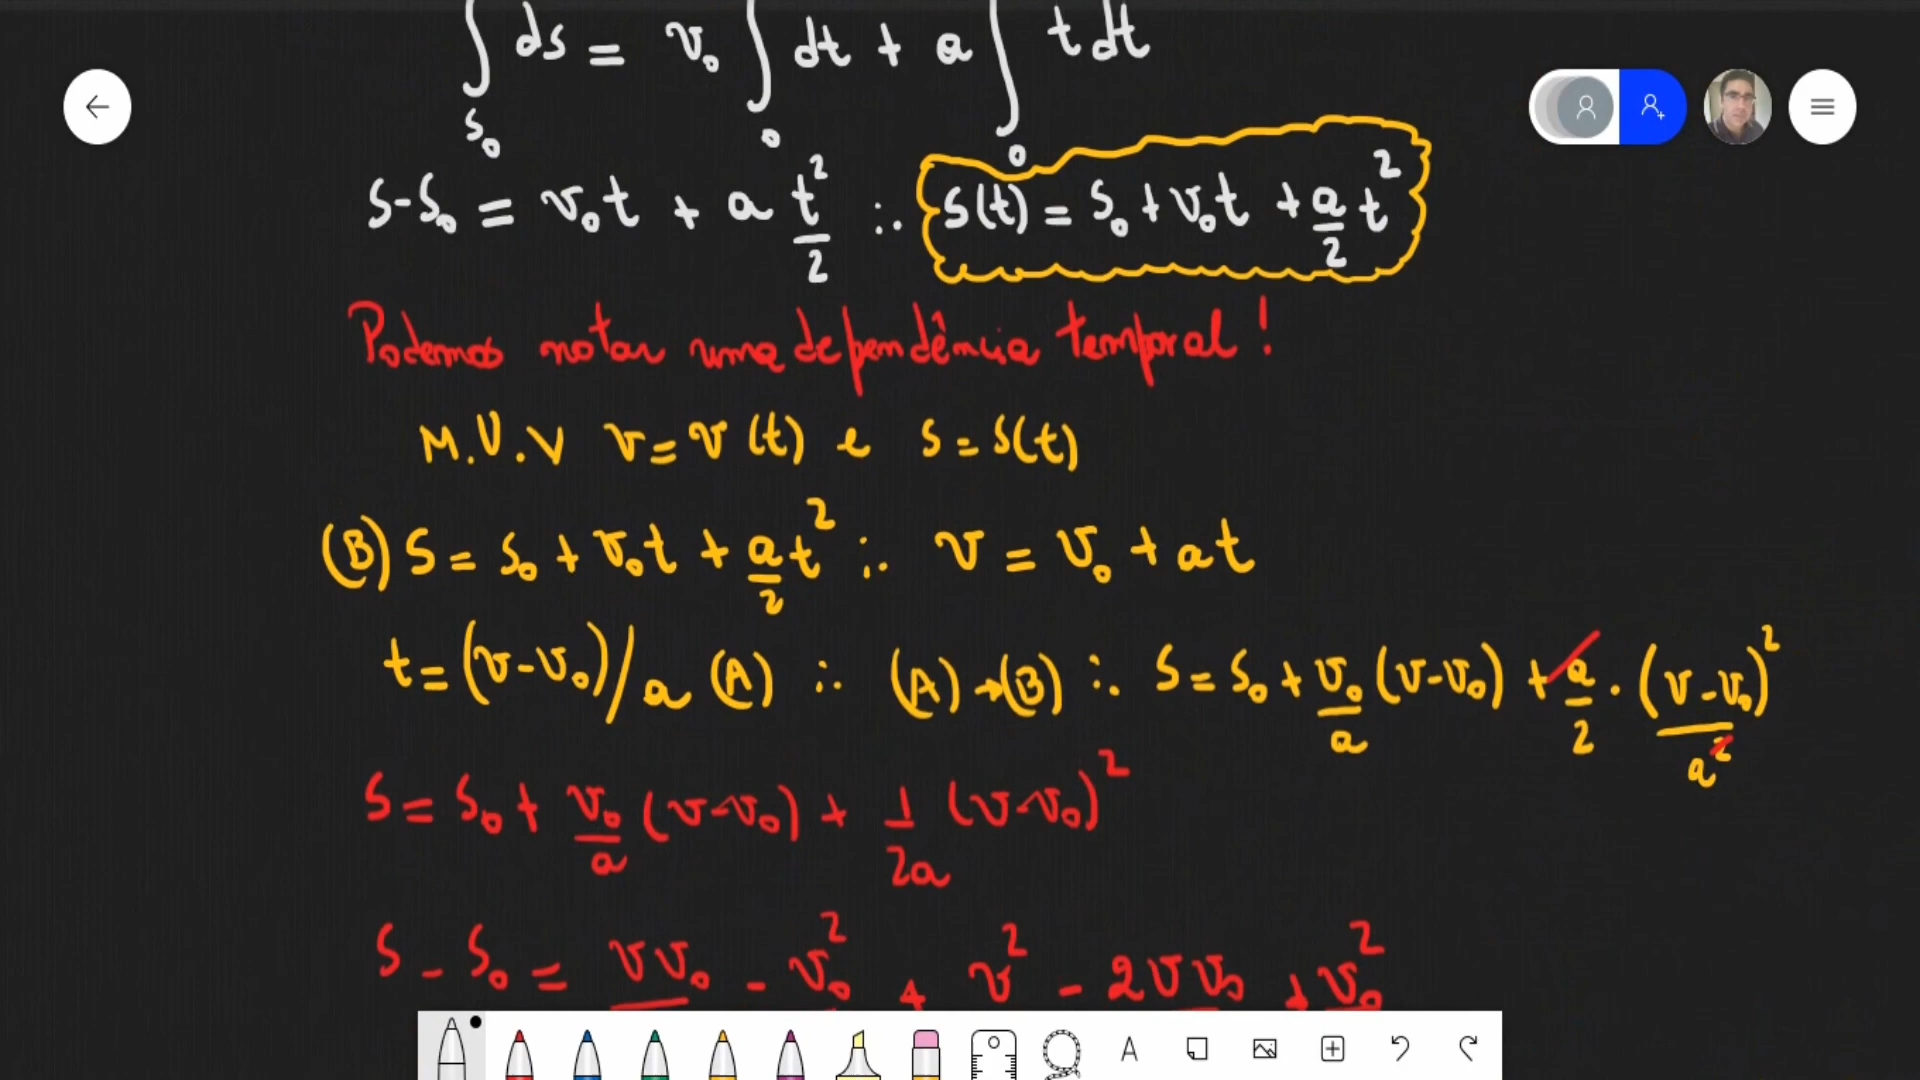 ∫_{S₀} ds = v₀ ∫_0 dt + a ∫_0 t dt
S-S₀ = v₀t + a t²/2 ∴ S(t) = S₀ + v₀t + a/2 t²
Podemos notar uma dependência temporal!
M.U.V v = v(t) e S = S(t)
(B) S = S₀ + v₀t + a/2 t² ∴ v = v₀ + at
t = (v-v₀)/a (A) ∴ (A)→(B) ∴ S = S₀ + v₀/a (v-v₀) + a/2 · (v-v₀)²/a²
S = S₀ + v₀/a (v-v₀) + 1/2a (v-v₀)²
S - S₀ = vv₀ - v₀² + v² - 2vv₀ + v₀²
A